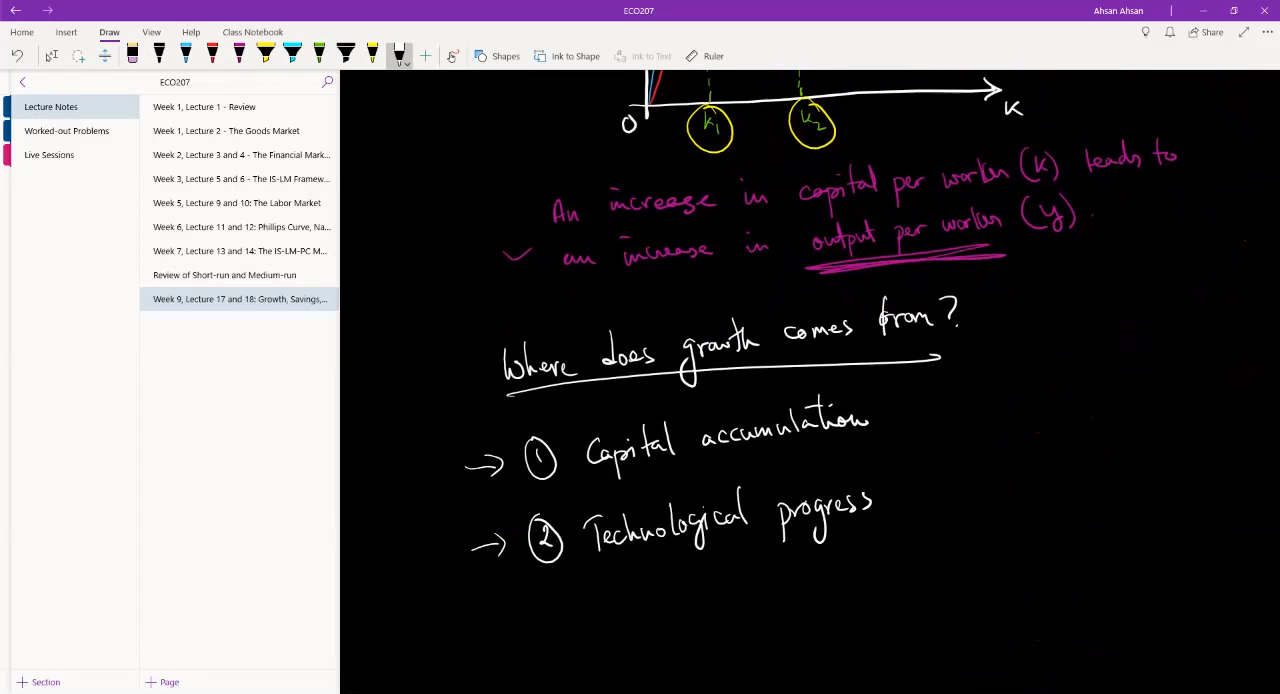 ECO207
Ahsan Ahsan
Home Insert Draw View Help Class Notebook
Share
Shapes Ink to Shape Ink to Text Ruler
ECO207
Lecture Notes
Worked-out Problems
Live Sessions
Week 1, Lecture 1 - Review
Week 1, Lecture 2 - The Goods Market
Week 2, Lecture 3 and 4 - The Financial Mark...
Week 3, Lecture 5 and 6 - The IS-LM Framew...
Week 5, Lecture 9 and 10: The Labor Market
Week 6, Lecture 11 and 12: Phillips Curve, Na...
Week 7, Lecture 13 and 14: The IS-LM-PC M...
Review of Short-run and Medium-run
Week 9, Lecture 17 and 18: Growth, Savings,...
+ Section
+ Page
0 K1 K2 K
An increase in capital per worker (K) leads to
an increase in output per worker (y).
Where does growth comes from?
→ ① Capital accumulation
→ ② Technological progress